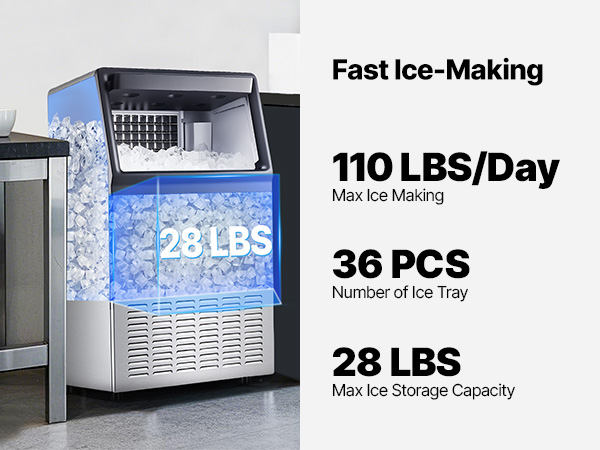 Fast Ice-Making
28 LBS
110 LBS/Day
Max Ice Making
36 PCS
Number of Ice Tray
28 LBS
Max Ice Storage Capacity